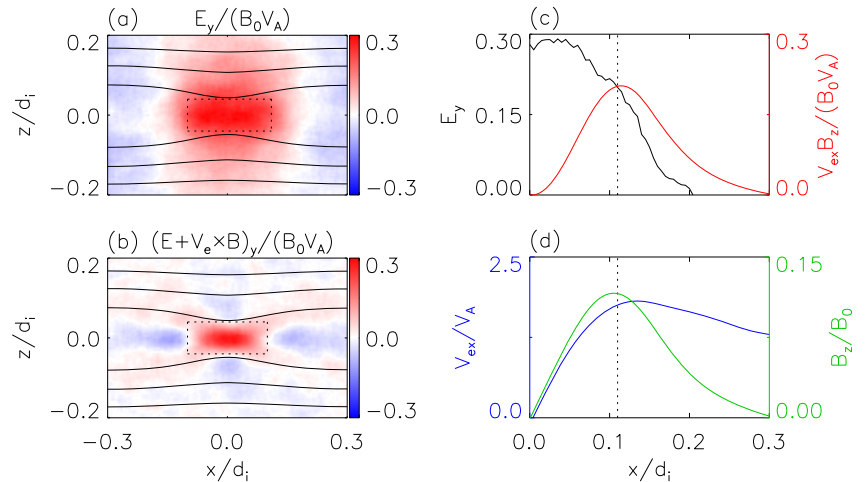 (a) E_y/(B_0V_A)
0.2
0.0
-0.2
z/d_i
0.3
0.0
-0.3
(b) (E+V_e×B)_y/(B_0V_A)
0.2
0.0
-0.2
z/d_i
0.3
0.0
-0.3
-0.3 0.0 0.3
x/d_i
(c)
0.30
0.15
0.00
E_y
0.3
0.0
V_exB_z/(B_0V_A)
(d)
2.5
0.0
V_ex/V_A
0.15
0.00
B_z/B_0
0.0 0.1 0.2 0.3
x/d_i